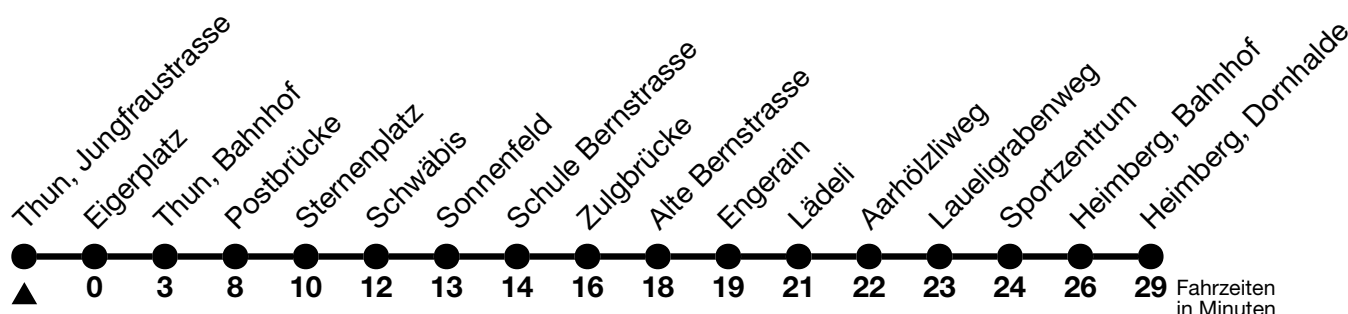 Thun, Jungfraustrasse
Eigerplatz
Thun, Bahnhof
Postbrücke
Sternenplatz
Schwäbis
Sonnenfeld
Schule Bernstrasse
Zulgbrücke
Alte Bernstrasse
Engerain
Lädeli
Aarhölzliweg
Laueligrabenweg
Sportzentrum
Heimberg, Bahnhof
Heimberg, Dornhalde
0 3 8 10 12 13 14 16 18 19 21 22 23 24 26 29 Fahrzeiten
in Minuten